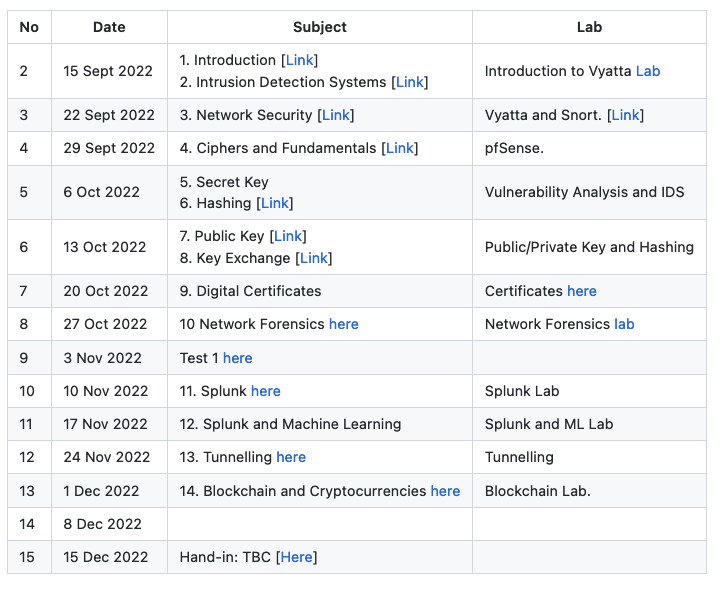 No Date Subject Lab
2 15 Sept 2022 1. Introduction [Link]
2. Intrusion Detection Systems [Link] Introduction to Vyatta Lab
3 22 Sept 2022 3. Network Security [Link] Vyatta and Snort. [Link]
4 29 Sept 2022 4. Ciphers and Fundamentals [Link] pfSense.
5 6 Oct 2022 5. Secret Key
6. Hashing [Link] Vulnerability Analysis and IDS
6 13 Oct 2022 7. Public Key [Link]
8. Key Exchange [Link] Public/Private Key and Hashing
7 20 Oct 2022 9. Digital Certificates Certificates here
8 27 Oct 2022 10 Network Forensics here Network Forensics lab
9 3 Nov 2022 Test 1 here
10 10 Nov 2022 11. Splunk here Splunk Lab
11 17 Nov 2022 12. Splunk and Machine Learning Splunk and ML Lab
12 24 Nov 2022 13. Tunnelling here Tunnelling
13 1 Dec 2022 14. Blockchain and Cryptocurrencies here Blockchain Lab.
14 8 Dec 2022
15 15 Dec 2022 Hand-in: TBC [Here]